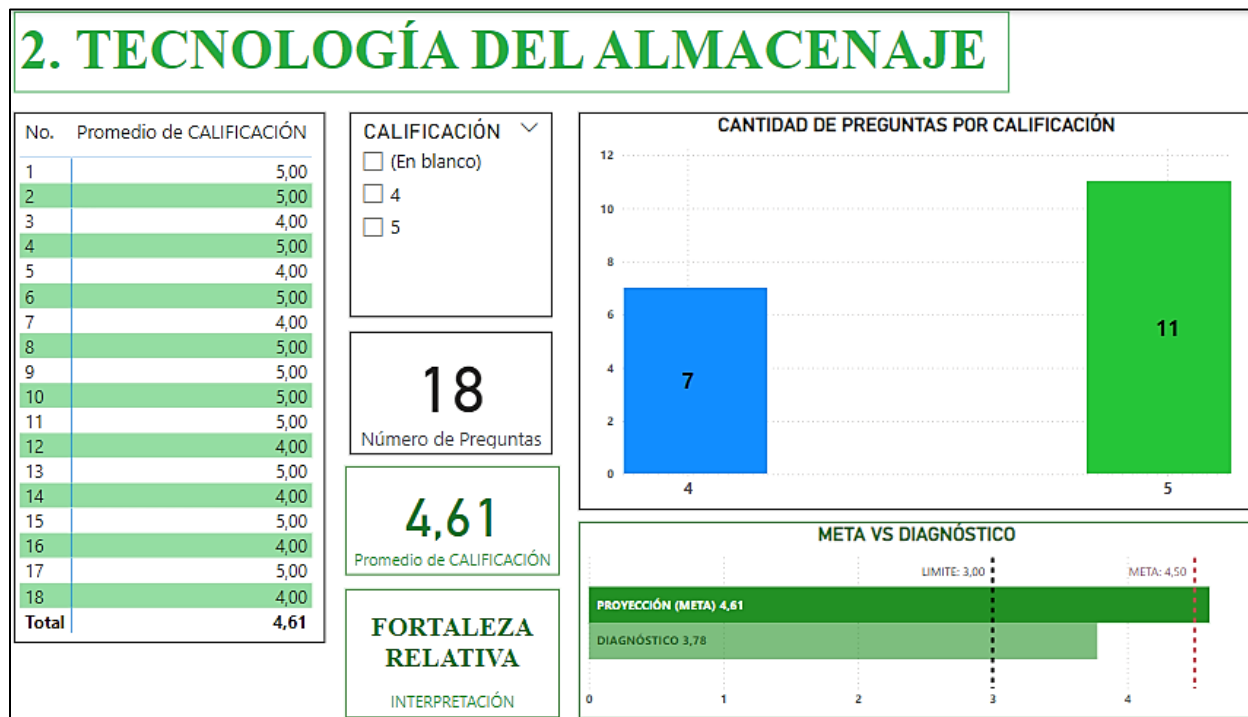 2. TECNOLOGÍA DEL ALMACENAJE
No. Promedio de CALIFICACIÓN
1 5,00
2 5,00
3 4,00
4 5,00
5 4,00
6 5,00
7 4,00
8 5,00
9 5,00
10 5,00
11 5,00
12 4,00
13 5,00
14 4,00
15 5,00
16 4,00
17 5,00
18 4,00
Total 4,61
CALIFICACIÓN
(En blanco)
4
5
18
Número de Preguntas
4,61
Promedio de CALIFICACIÓN
FORTALEZA
RELATIVA
INTERPRETACIÓN
CANTIDAD DE PREGUNTAS POR CALIFICACIÓN
12
10
8
6
4
2
0
7
11
4 5
META VS DIAGNÓSTICO
LIMITE: 3,00 META: 4,50
PROYECCIÓN (META) 4,61
DIAGNÓSTICO 3,78
0 1 2 3 4